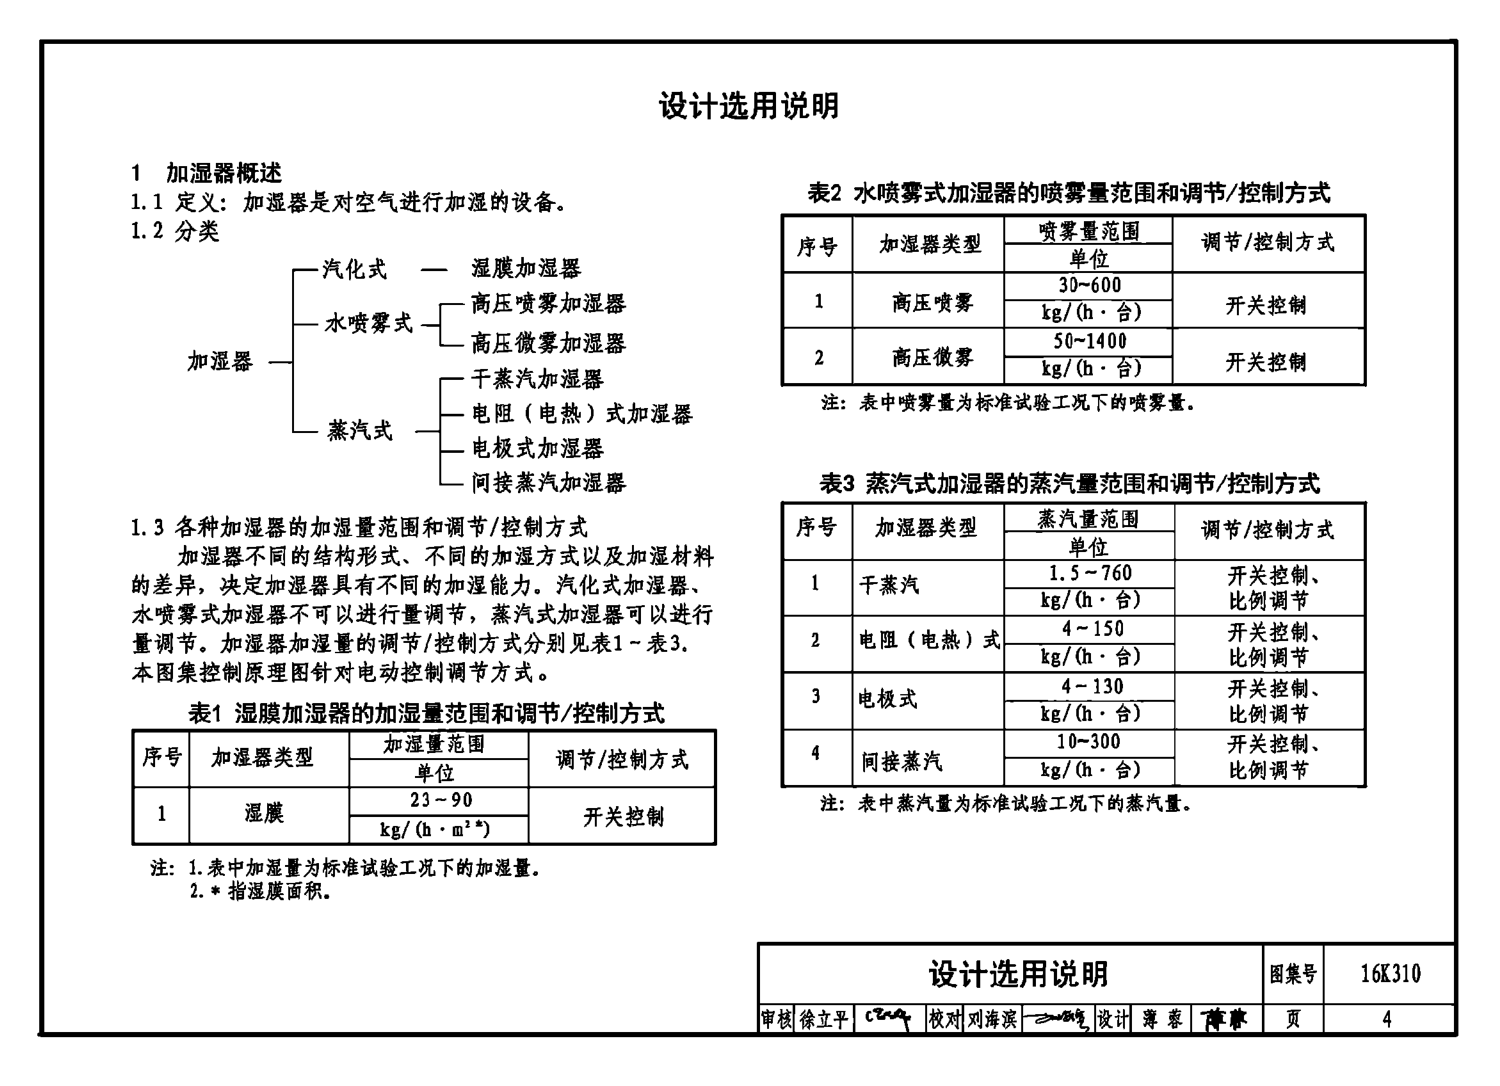 设计选用说明
1 加湿器概述
1.1 定义：加湿器是对空气进行加湿的设备。
1.2 分类
加湿器
汽化式 — 湿膜加湿器
水喷雾式
高压喷雾加湿器
高压微雾加湿器
蒸汽式
干蒸汽加湿器
电阻（电热）式加湿器
电极式加湿器
间接蒸汽加湿器
1.3 各种加湿器的加湿量范围和调节/控制方式
加湿器不同的结构形式、不同的加湿方式以及加湿材料
的差异，决定加湿器具有不同的加湿能力。汽化式加湿器、
水喷雾式加湿器不可以进行量调节，蒸汽式加湿器可以进行
量调节。加湿器加湿量的调节/控制方式分别见表1~表3.
本图集控制原理图针对电动控制调节方式。
表1 湿膜加湿器的加湿量范围和调节/控制方式
序号 加湿器类型 加湿量范围 调节/控制方式
单位
1 湿膜 23~90 开关控制
kg/(h·m²*)
注：1.表中加湿量为标准试验工况下的加湿量。
2.*指湿膜面积。
表2 水喷雾式加湿器的喷雾量范围和调节/控制方式
序号 加湿器类型 喷雾量范围 调节/控制方式
单位
1 高压喷雾 30~600 开关控制
kg/(h·台)
2 高压微雾 50~1400 开关控制
kg/(h·台)
注：表中喷雾量为标准试验工况下的喷雾量。
表3 蒸汽式加湿器的蒸汽量范围和调节/控制方式
序号 加湿器类型 蒸汽量范围 调节/控制方式
单位
1 干蒸汽 1.5~760 开关控制、
kg/(h·台) 比例调节
2 电阻（电热）式 4~150 开关控制、
kg/(h·台) 比例调节
3 电极式 4~130 开关控制、
kg/(h·台) 比例调节
4 间接蒸汽 10~300 开关控制、
kg/(h·台) 比例调节
注：表中蒸汽量为标准试验工况下的蒸汽量。
设计选用说明 图集号 16K310
审核 徐立平 校对 刘海滨 设计 薄蓉 薄蓉 页 4